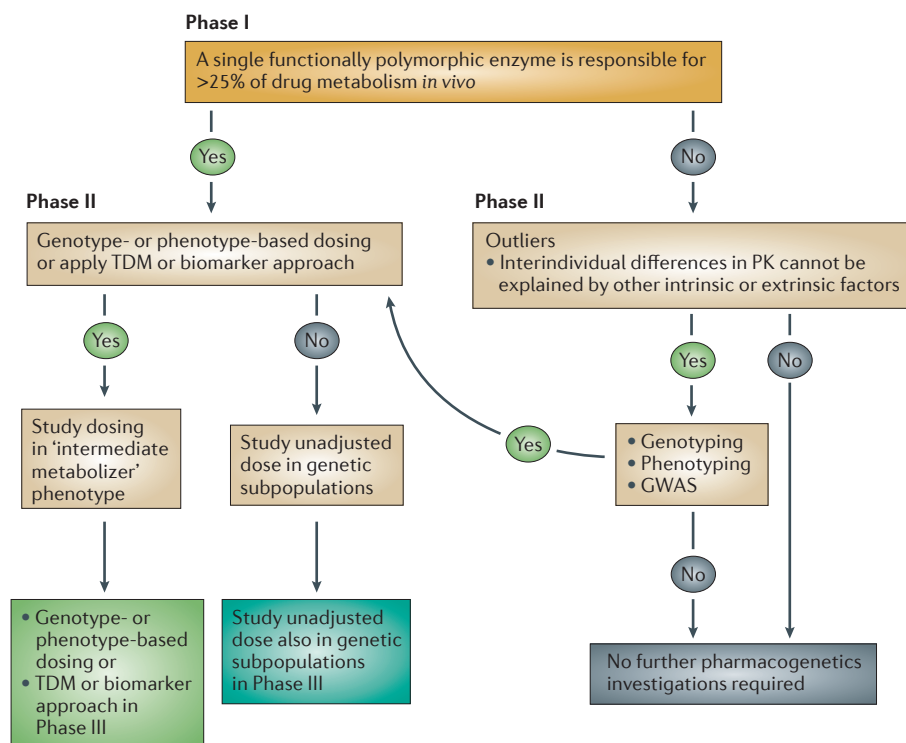 Phase I
A single functionally polymorphic enzyme is responsible for
>25% of drug metabolism in vivo
Yes
No
Phase II
Genotype- or phenotype-based dosing
or apply TDM or biomarker approach
Phase II
Outliers
• Interindividual differences in PK cannot be
explained by other intrinsic or extrinsic factors
Yes
No
Yes
No
Study dosing
in ‘intermediate
metabolizer’
phenotype
Study unadjusted
dose in genetic
subpopulations
Yes
• Genotyping
• Phenotyping
• GWAS
No
• Genotype- or
phenotype-based
dosing or
• TDM or biomarker
approach in
Phase III
Study unadjusted
dose also in genetic
subpopulations
in Phase III
No further pharmacogenetics
investigations required